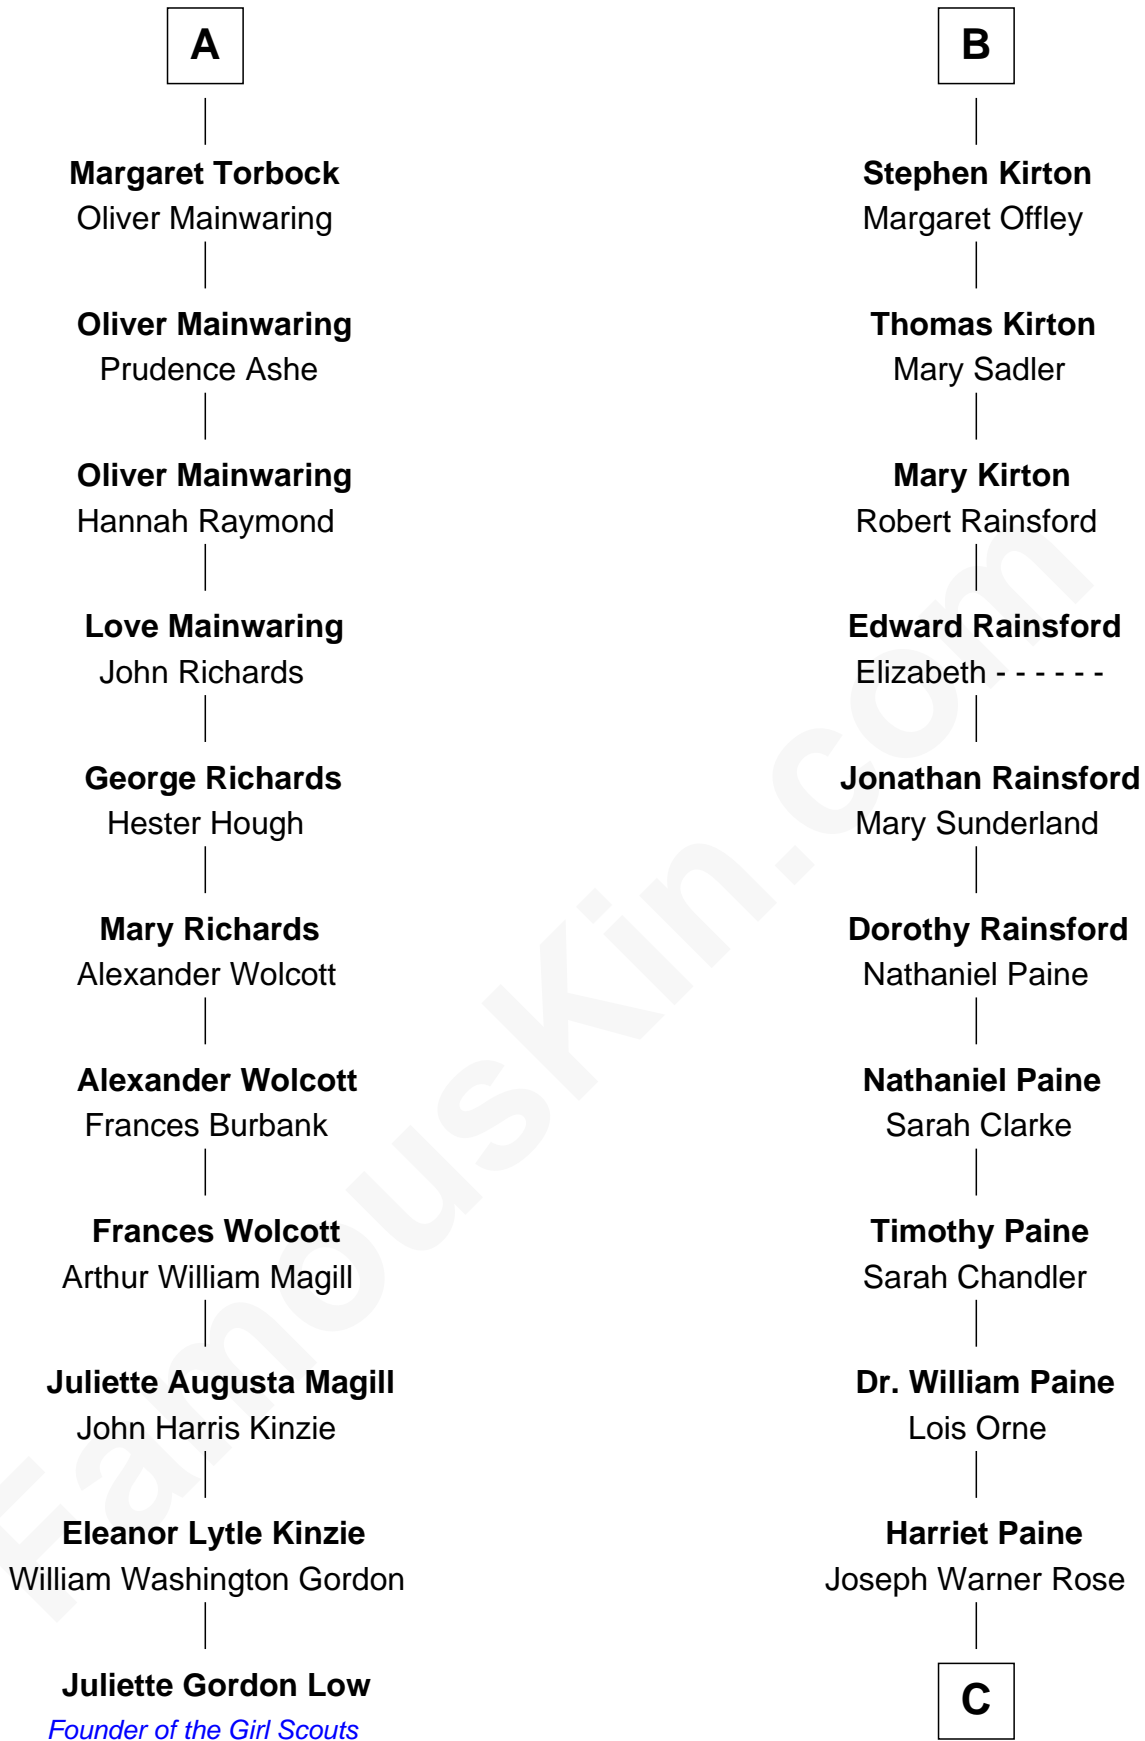 A
Margaret Torbock
Oliver Mainwaring
Oliver Mainwaring
Prudence Ashe
Oliver Mainwaring
Hannah Raymond
Love Mainwaring
John Richards
George Richards
Hester Hough
Mary Richards
Alexander Wolcott
Alexander Wolcott
Frances Burbank
Frances Wolcott
Arthur William Magill
Juliette Augusta Magill
John Harris Kinzie
Eleanor Lytle Kinzie
William Washington Gordon
Juliette Gordon Low
Founder of the Girl Scouts
B
Stephen Kirton
Margaret Offley
Thomas Kirton
Mary Sadler
Mary Kirton
Robert Rainsford
Edward Rainsford
Elizabeth - - - - - -
Jonathan Rainsford
Mary Sunderland
Dorothy Rainsford
Nathaniel Paine
Nathaniel Paine
Sarah Clarke
Timothy Paine
Sarah Chandler
Dr. William Paine
Lois Orne
Harriet Paine
Joseph Warner Rose
C
FamousKin.com